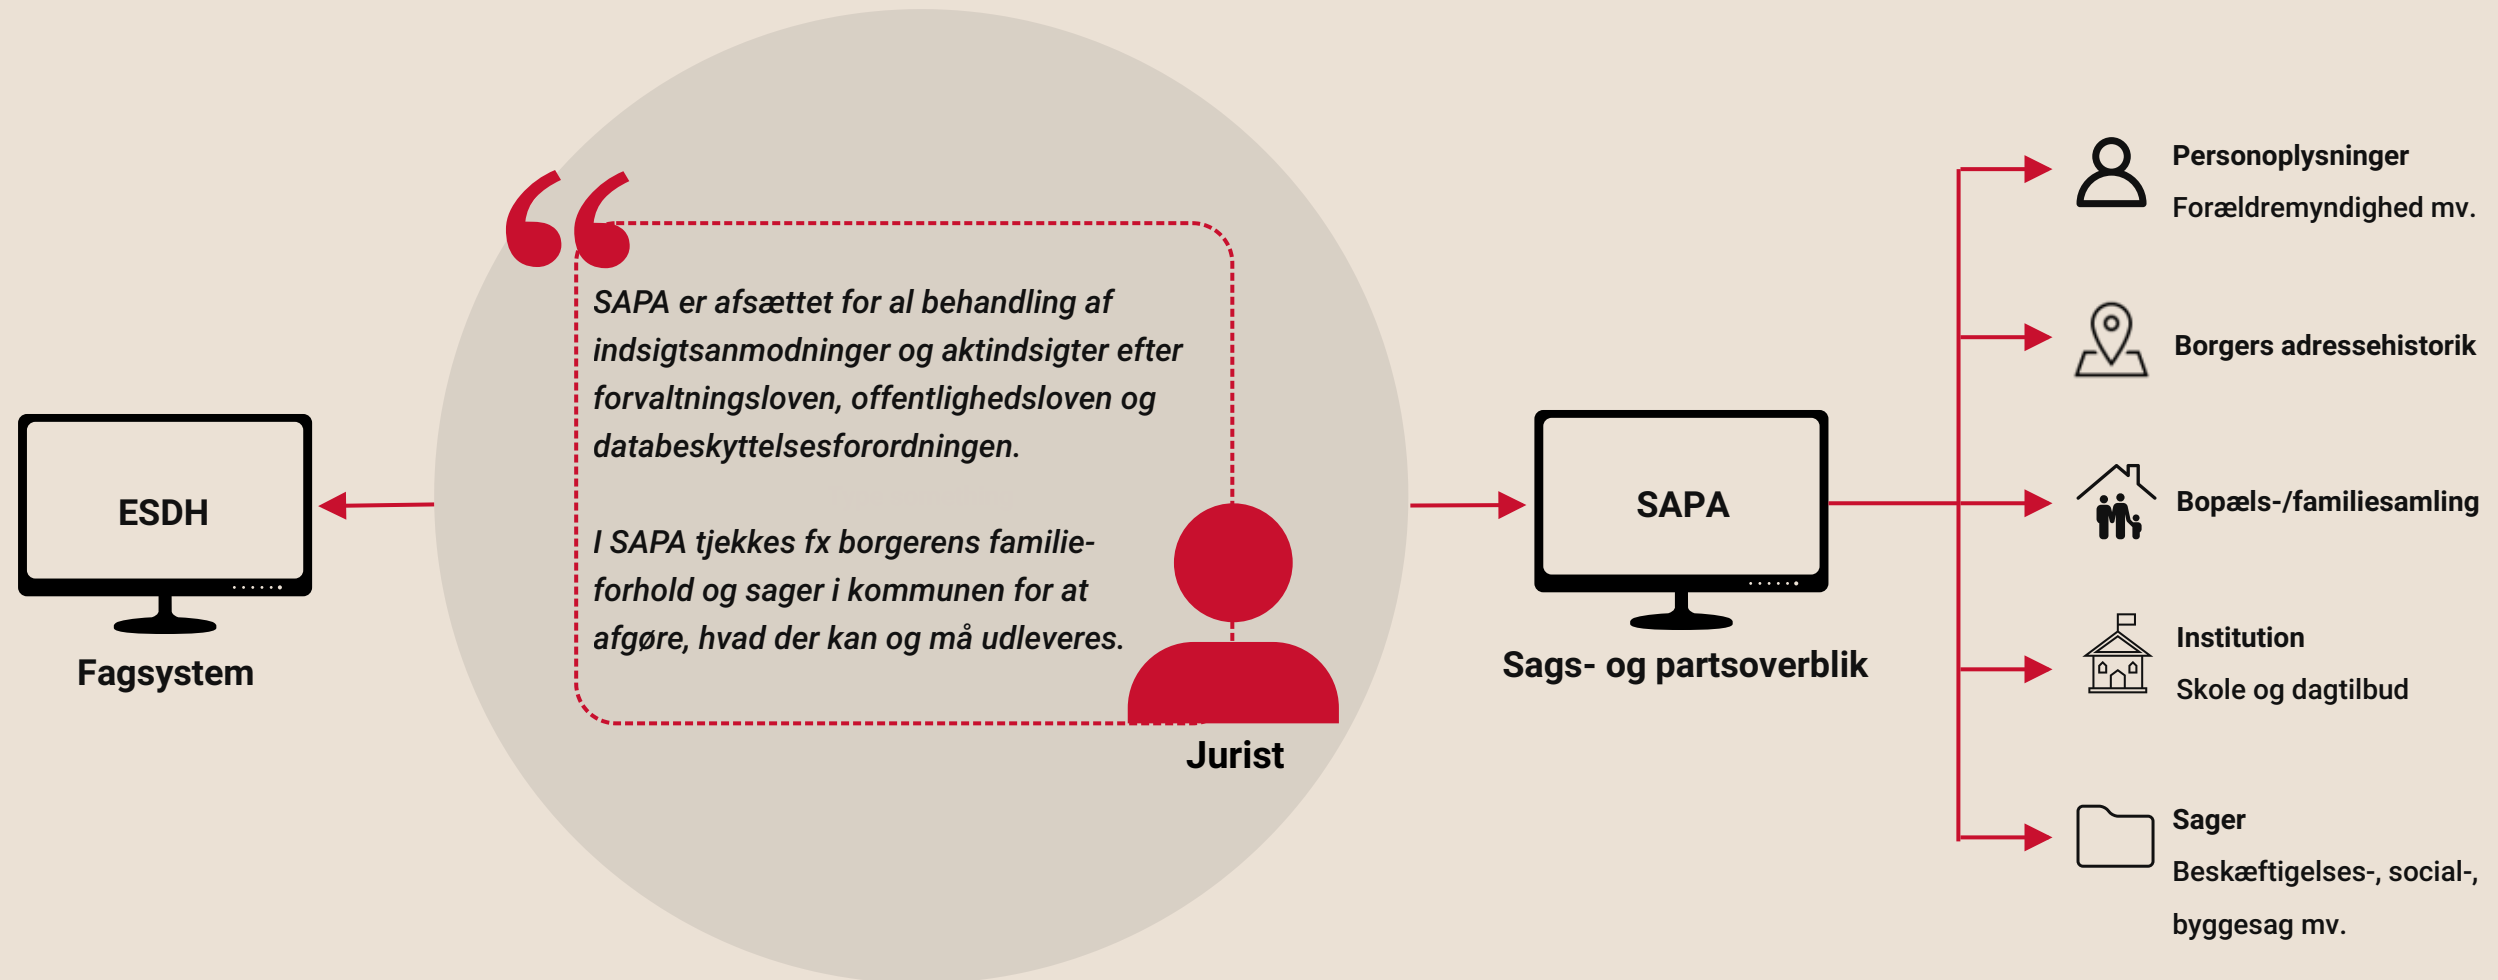 ESDH
Fagsystem
SAPA er afsættet for al behandling af
indsigtsanmodninger og aktindsigter efter
forvaltningsloven, offentlighedsloven og
databeskyttelsesforordningen.
I SAPA tjekkes fx borgerens familie-
forhold og sager i kommunen for at
afgøre, hvad der kan og må udleveres.
Jurist
SAPA
Sags- og partsoverblik
Personoplysninger
Forældremyndighed mv.
Borgers adressehistorik
Bopæls-/familiesamling
Institution
Skole og dagtilbud
Sager
Beskæftigelses-, social-,
byggesag mv.